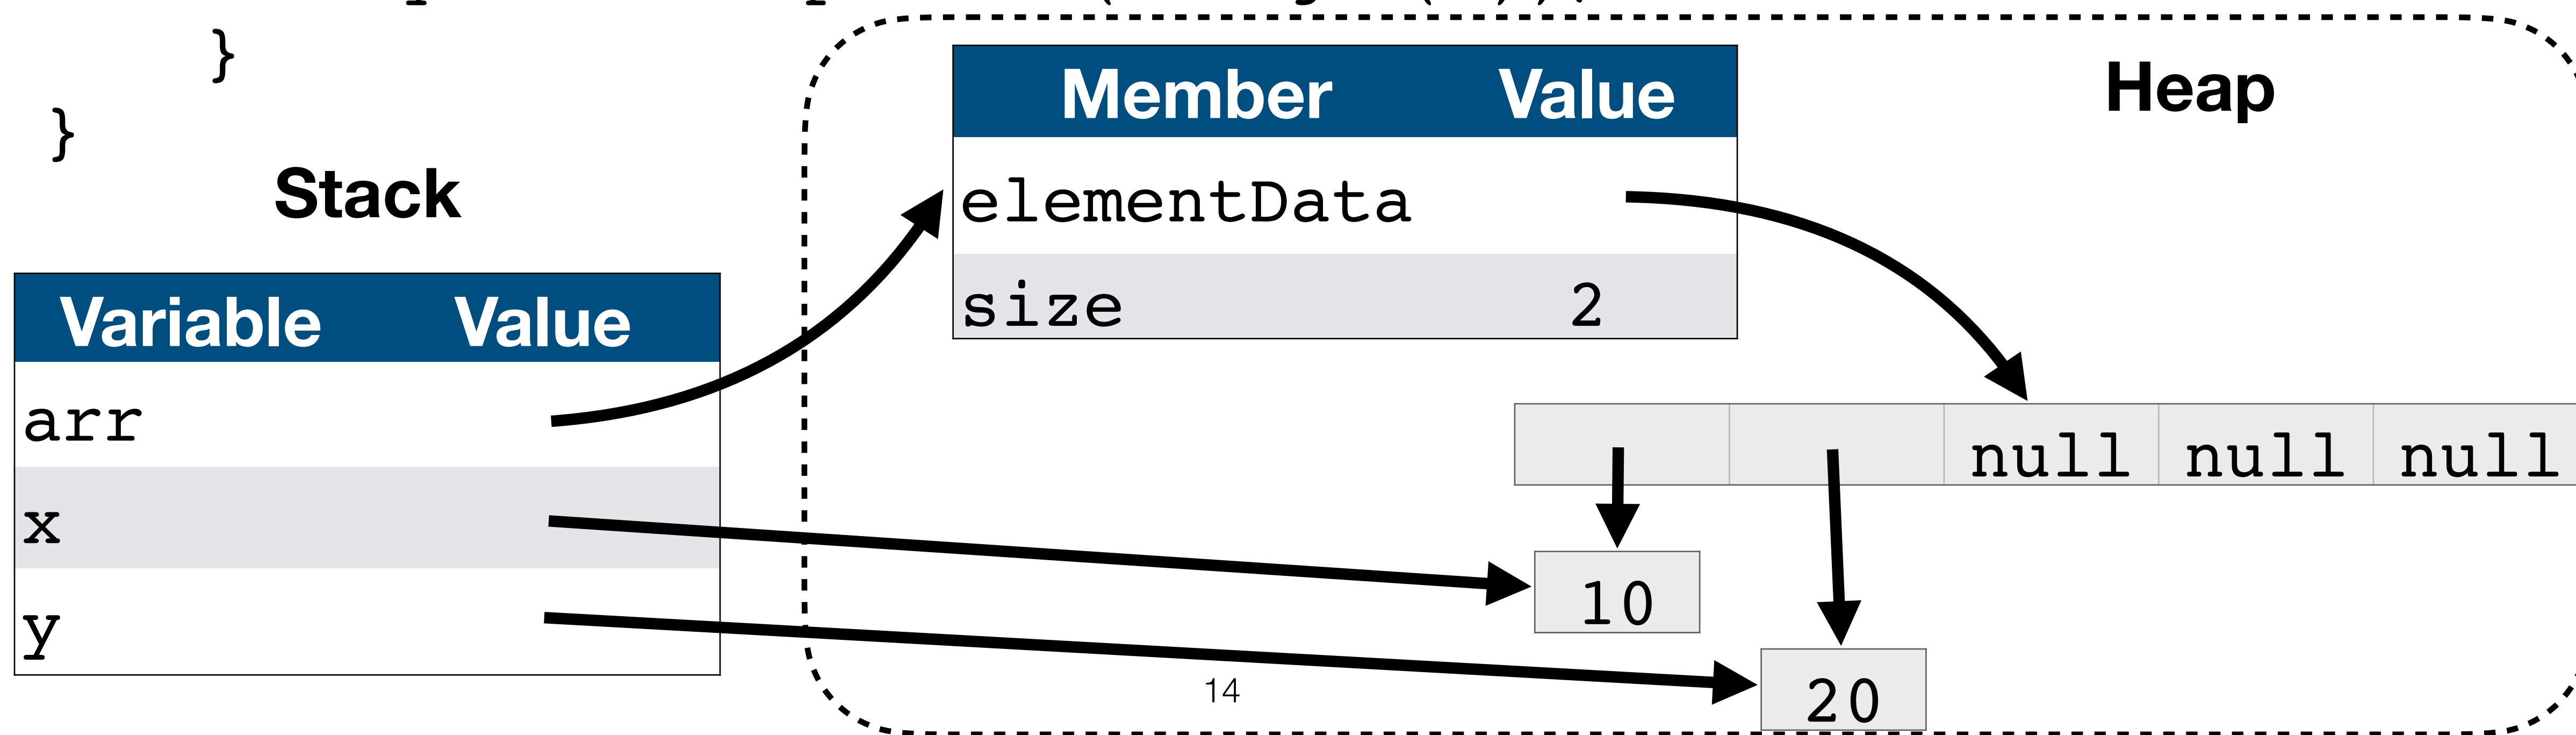 }
}
Stack
Variable Value
arr
x
y
Heap
Member Value
elementData
size 2
null null null
10
20
14